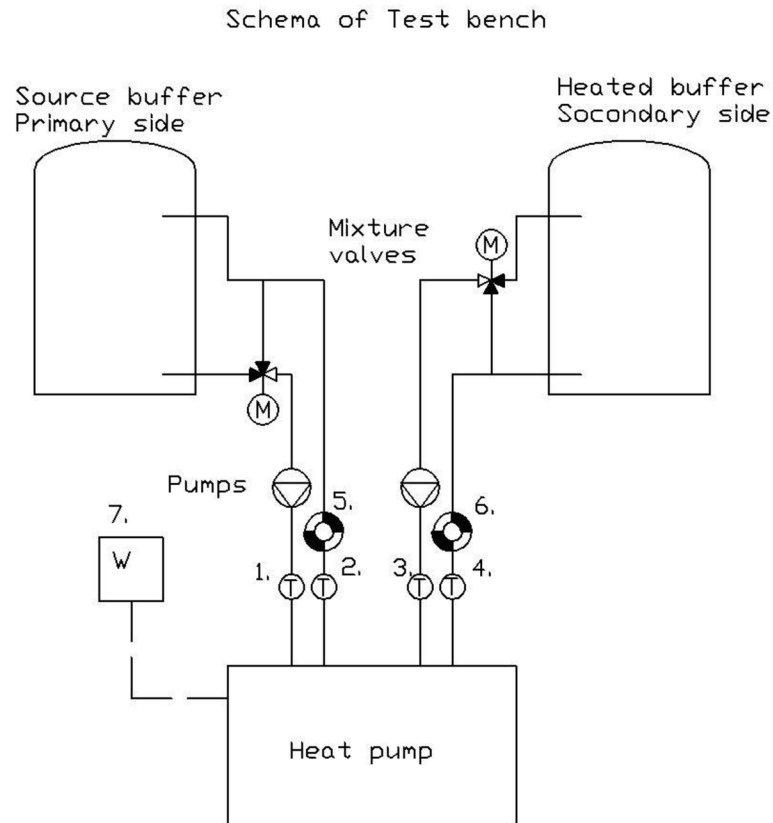 Schema of Test bench
Source buffer
Primary side
Heated buffer
Socondary side
Mixture
valves
M
M
Pumps
5.
6.
7.
W
1.
T
2.
T
3.
T
4.
T
Heat pump